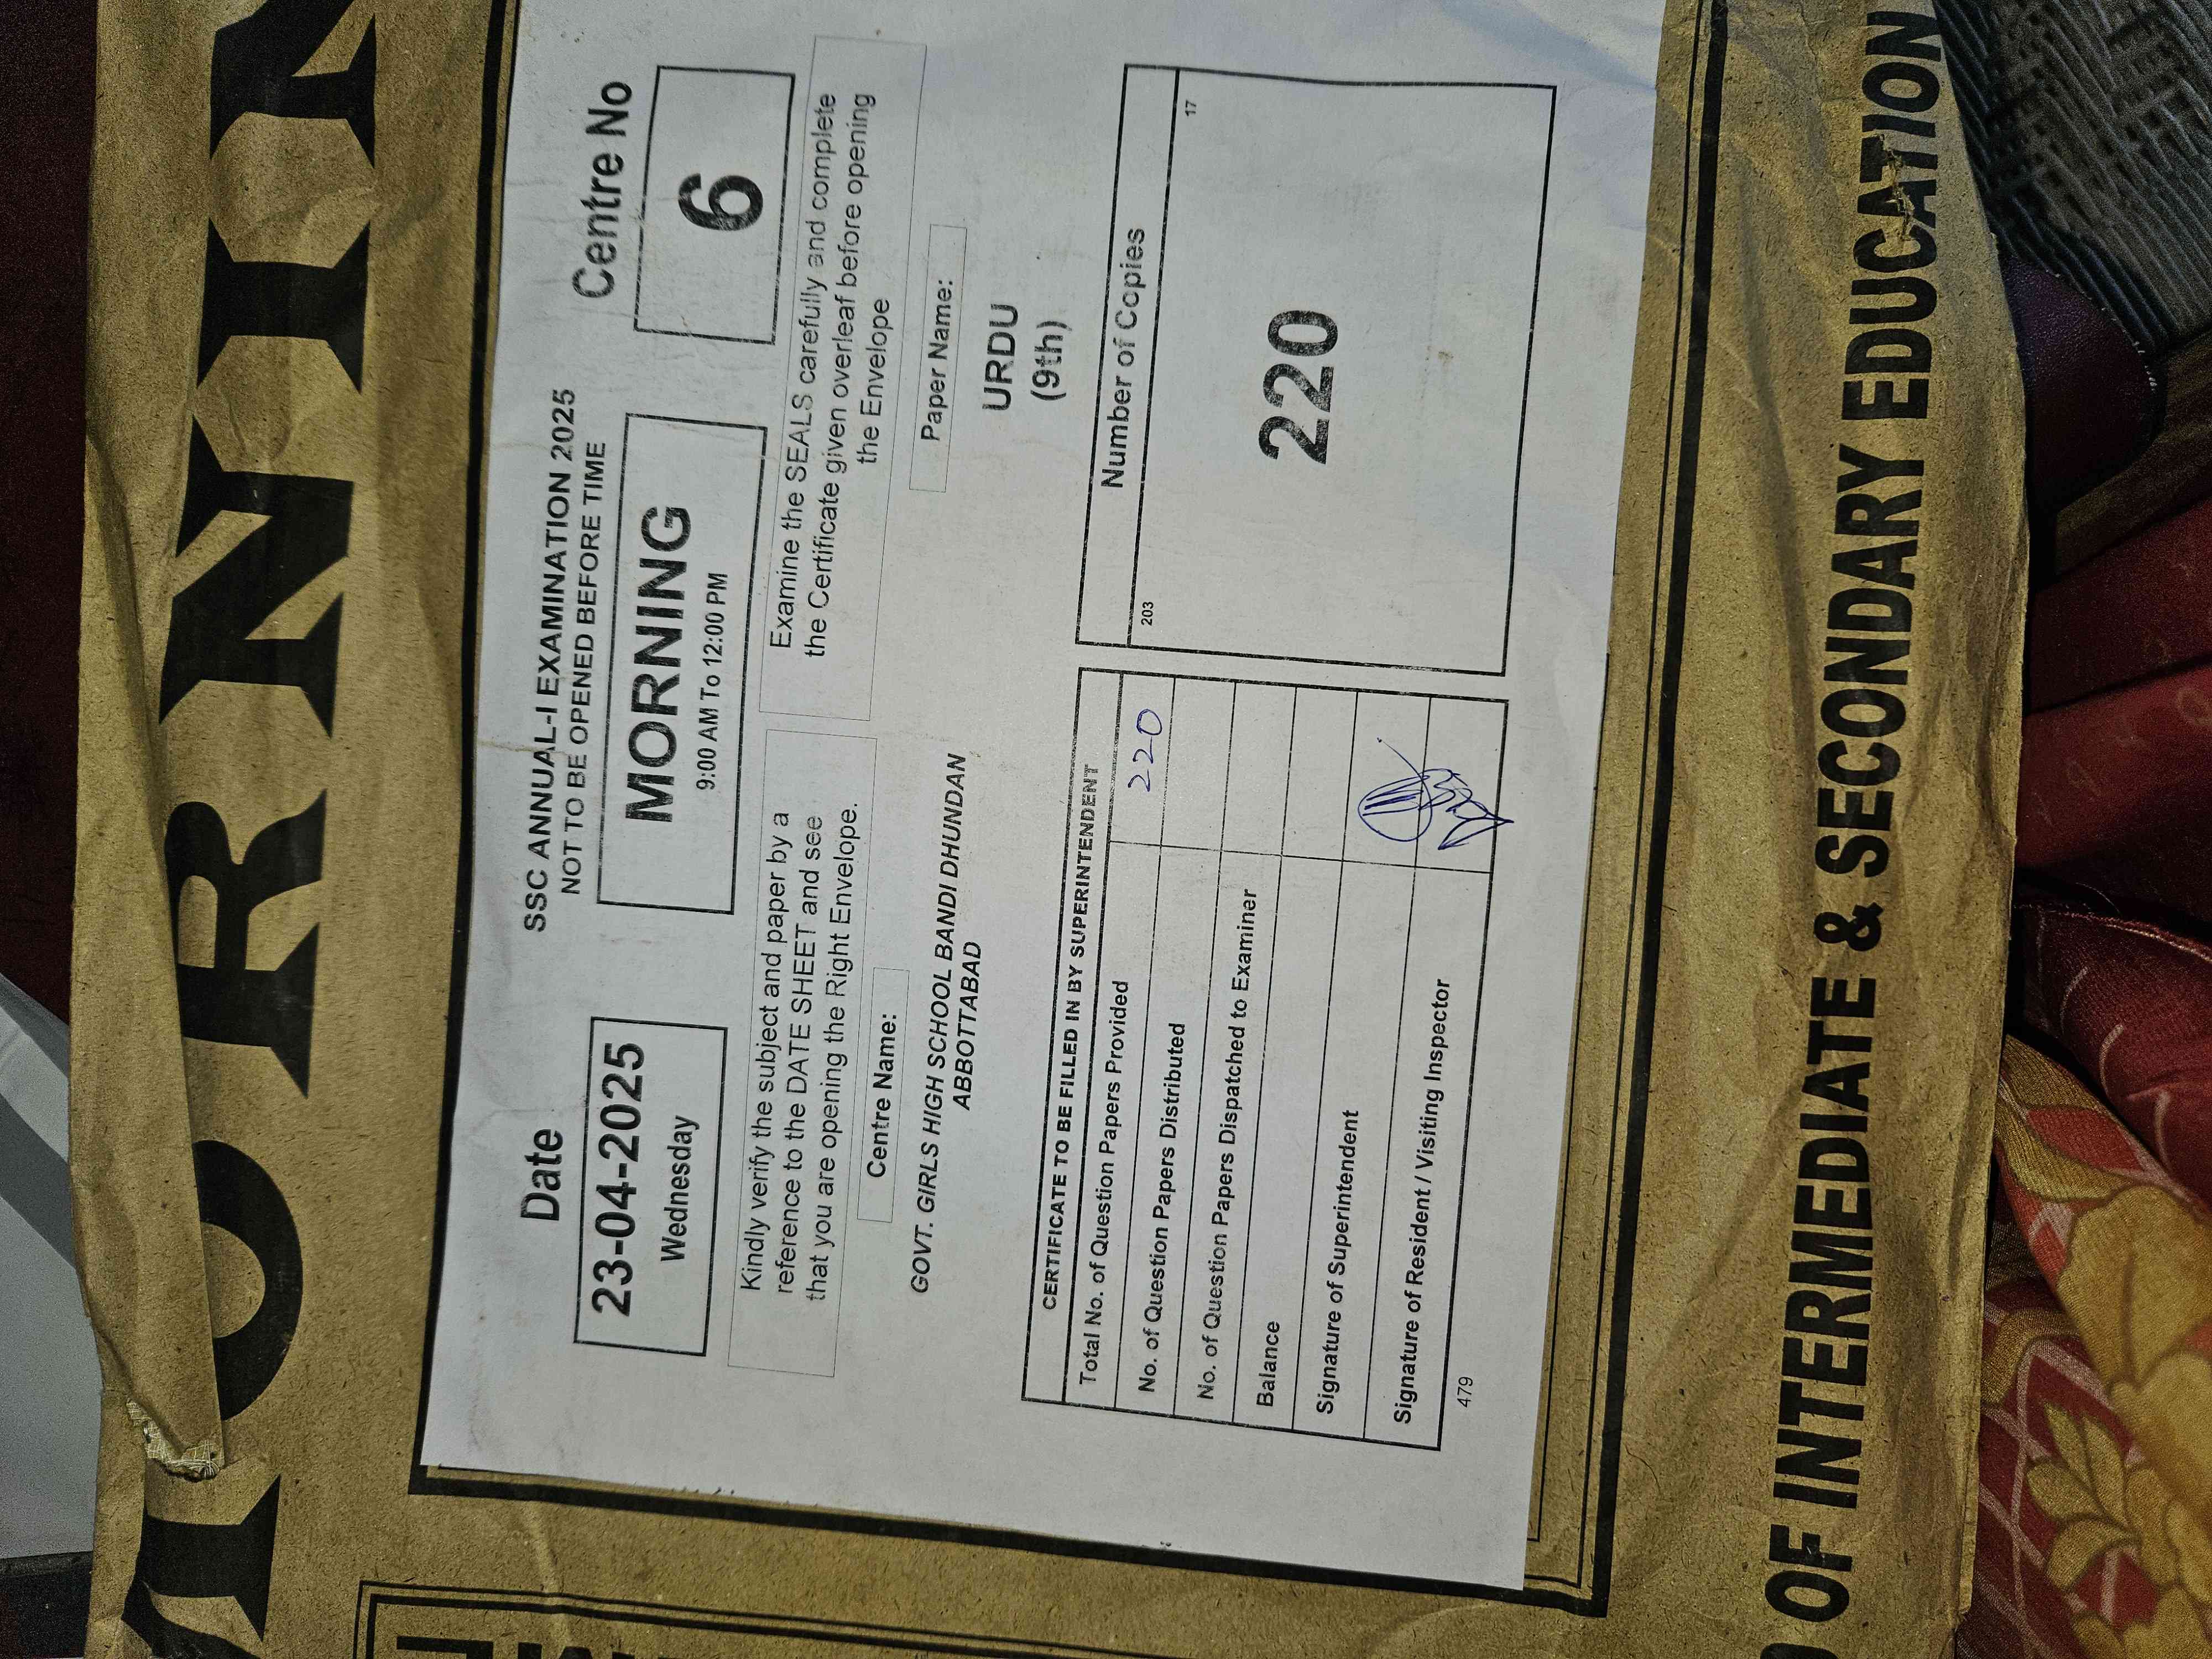 MORNIN
SSC ANNUAL-I EXAMINATION 2025
NOT TO BE OPENED BEFORE TIME
Date
23-04-2025
Wednesday
MORNING
9:00 AM To 12:00 PM
Centre No
6
Kindly verify the subject and paper by a
reference to the DATE SHEET and see
that you are opening the Right Envelope.
Examine the SEALS carefully and complete
the Certificate given overleaf before opening
the Envelope
Centre Name:
GOVT. GIRLS HIGH SCHOOL BANDI DHUNDAN
ABBOTTABAD
Paper Name:
URDU
(9th)
CERTIFICATE TO BE FILLED IN BY SUPERINTENDENT
Total No. of Question Papers Provided 220
No. of Question Papers Distributed
No. of Question Papers Dispatched to Examiner
Balance
Signature of Superintendent
Signature of Resident / Visiting Inspector
479
Number of Copies
203 17
220
OF INTERMEDIATE & SECONDARY EDUCATION